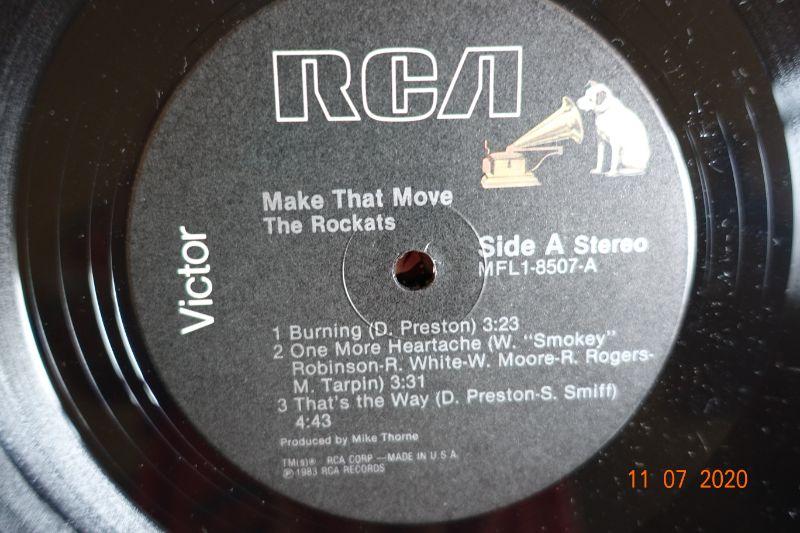 RCA
Make That Move
The Rockats
Victor
Side A Stereo
MFL1-8507-A
1 Burning (D. Preston) 3:23
2 One More Heartache (W. "Smokey"
Robinson-R. White-W. Moore-R. Rogers-
M. Tarpin) 3:31
3 That's the Way (D. Preston-S. Smiff)
4:43
Produced by Mike Thorne
TM(s)® RCA CORP —MADE IN U.S.A.
℗1983 RCA RECORDS
11 07 2020